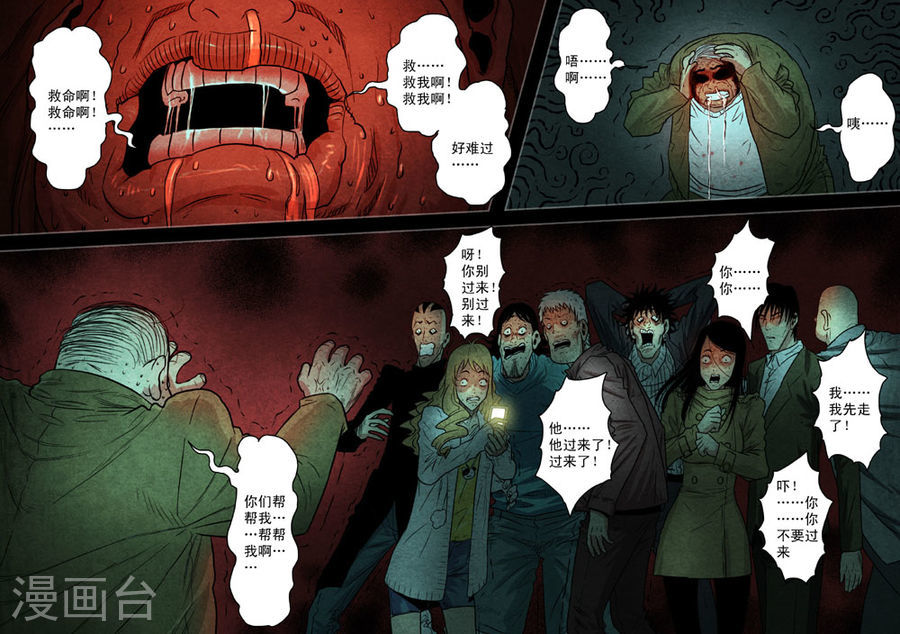 救命啊！
救命啊！
……
救……
救我啊！
救我啊！
好难过
……
唔……
啊……
咦……
呀！
你别
过来！
别过
来！
你……
你……
他……
他过来了！
过来了！
我……
我先走
了！
你们帮
帮我…
…帮帮
我啊…
…
吓！
……你
……你
不要过
来
漫画台